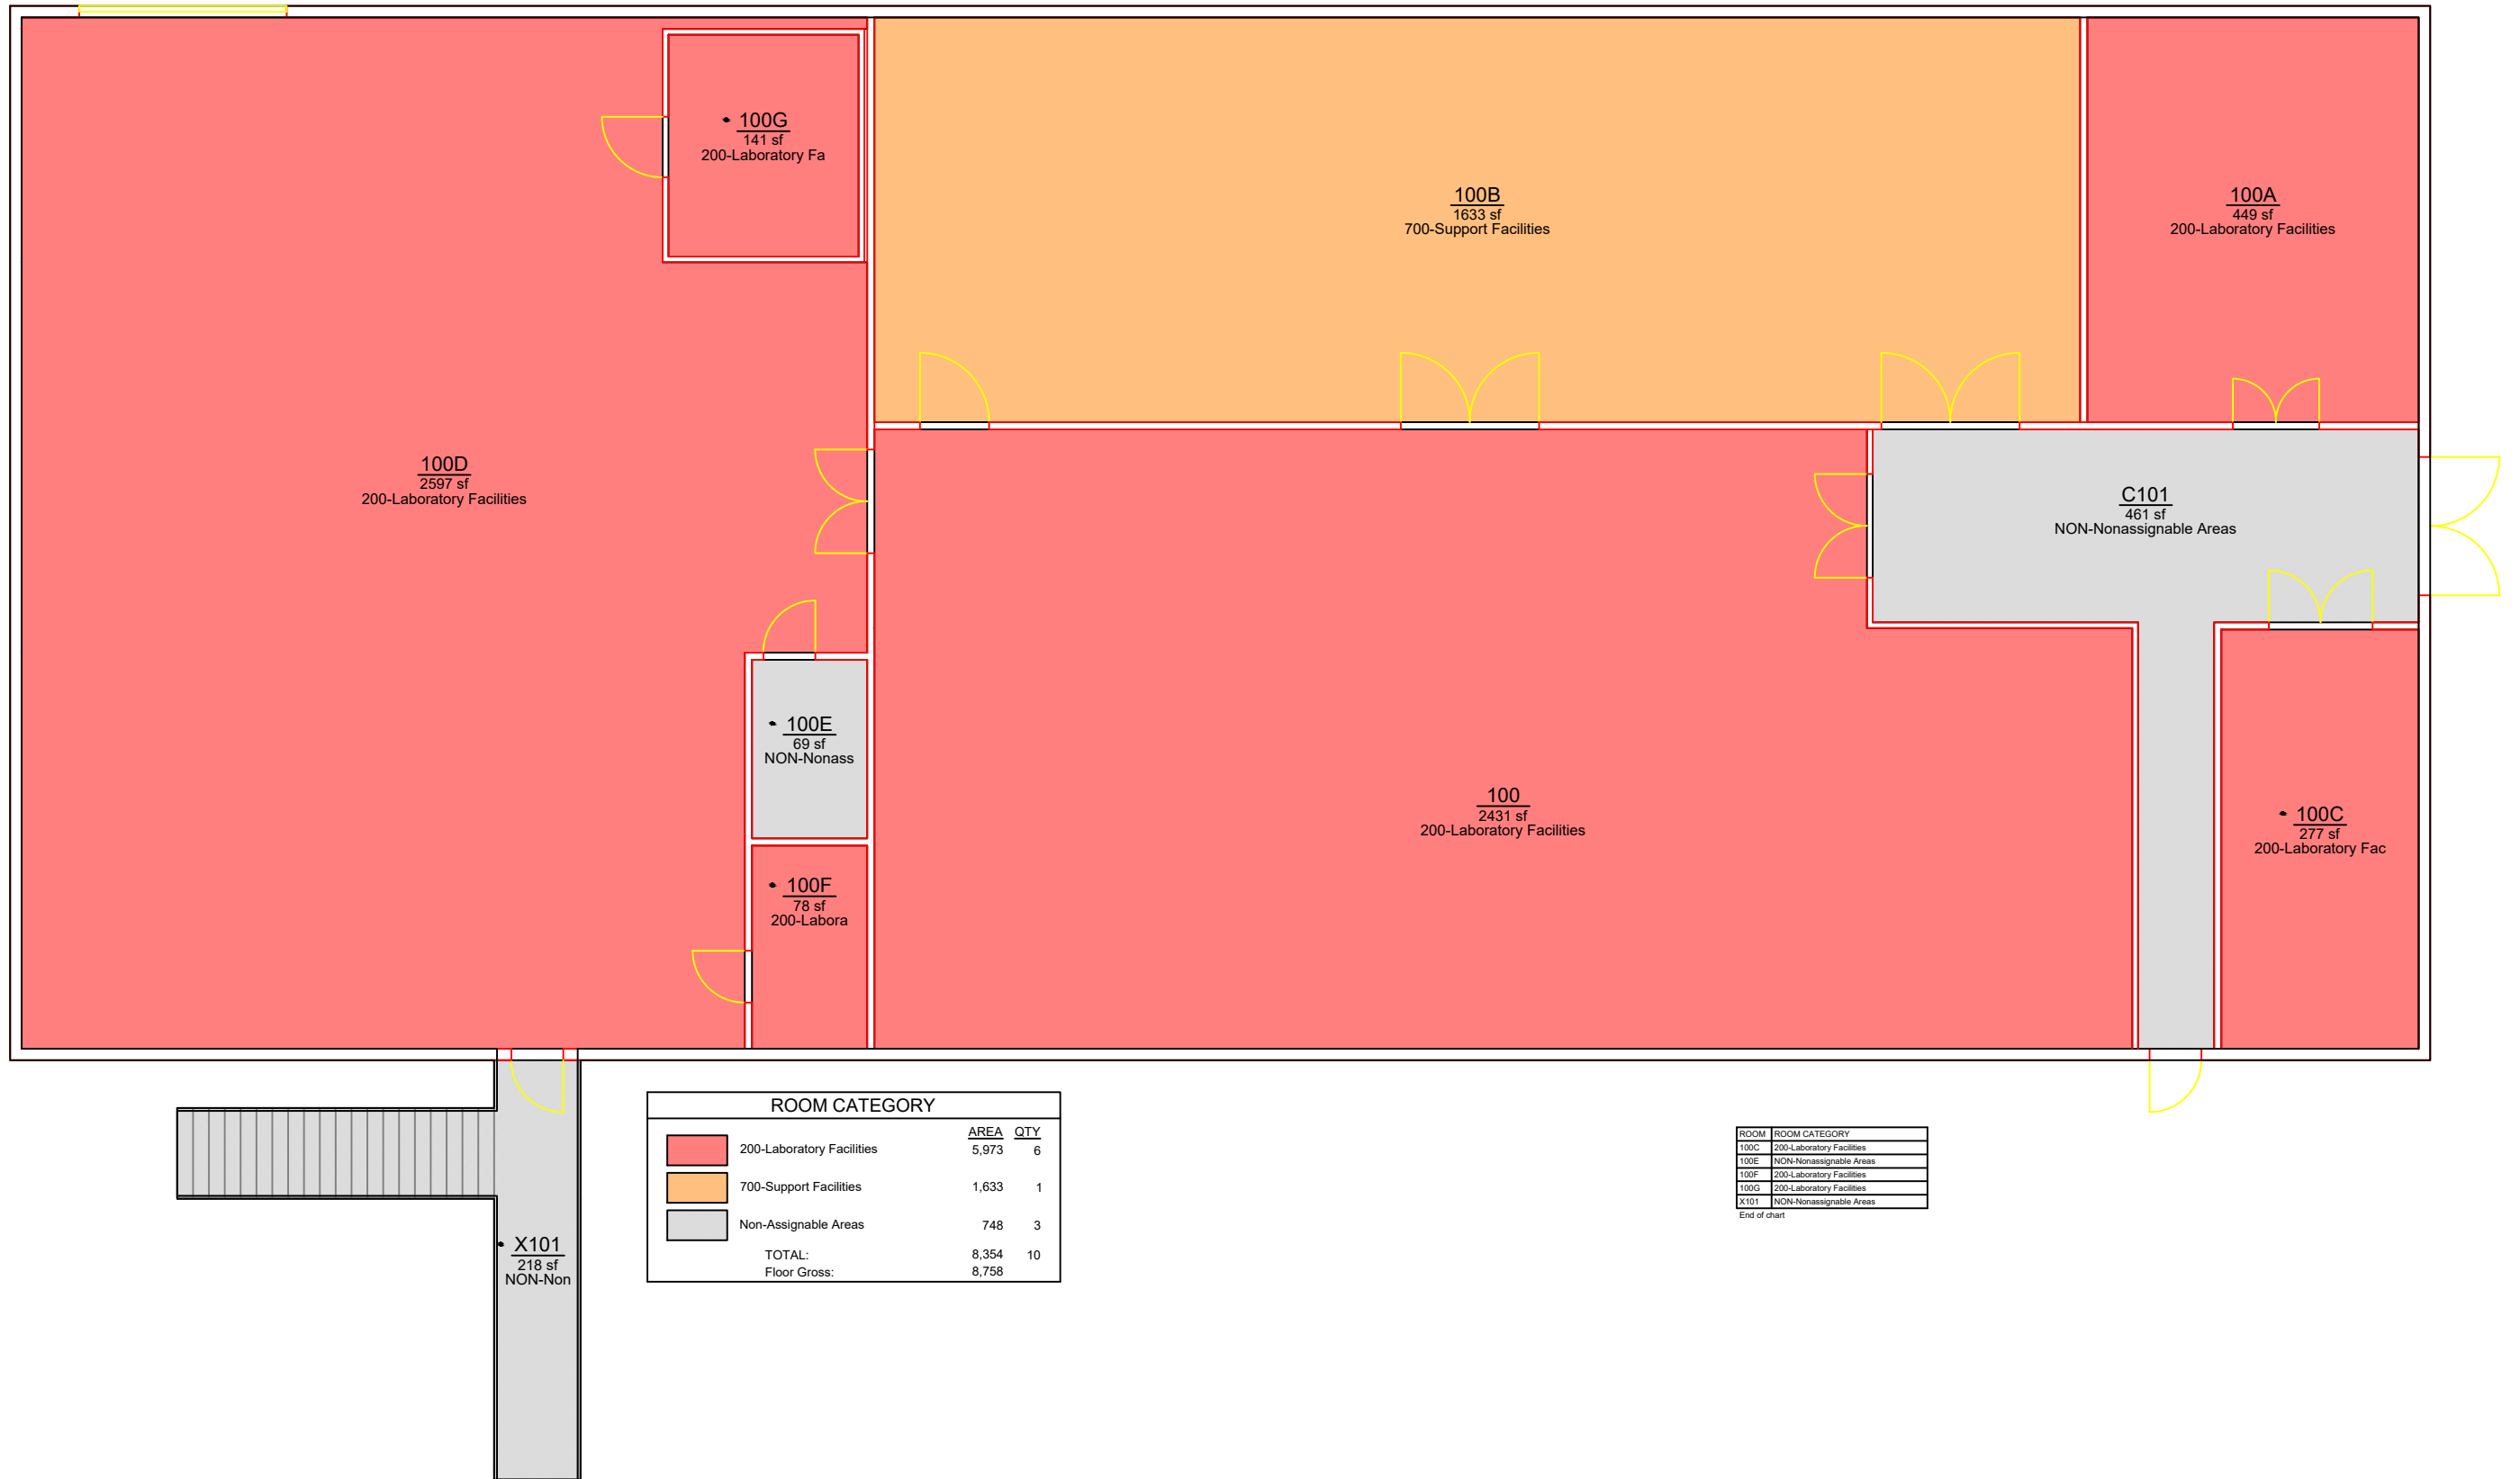 100G
141 sf
200-Laboratory Fa
100B
1633 sf
700-Support Facilities
100A
449 sf
200-Laboratory Facilities
100D
2597 sf
200-Laboratory Facilities
C101
461 sf
NON-Nonassignable Areas
100E
69 sf
NON-Nonass
100
2431 sf
200-Laboratory Facilities
100C
277 sf
200-Laboratory Fac
100F
78 sf
200-Labora
X101
218 sf
NON-Non
ROOM CATEGORY
AREA QTY
200-Laboratory Facilities 5,973 6
700-Support Facilities 1,633 1
Non-Assignable Areas 748 3
TOTAL: 8,354 10
Floor Gross: 8,758
ROOM ROOM CATEGORY
100C 200-Laboratory Facilities
100E NON-Nonassignable Areas
100F 200-Laboratory Facilities
100G 200-Laboratory Facilities
X101 NON-Nonassignable Areas
End of chart